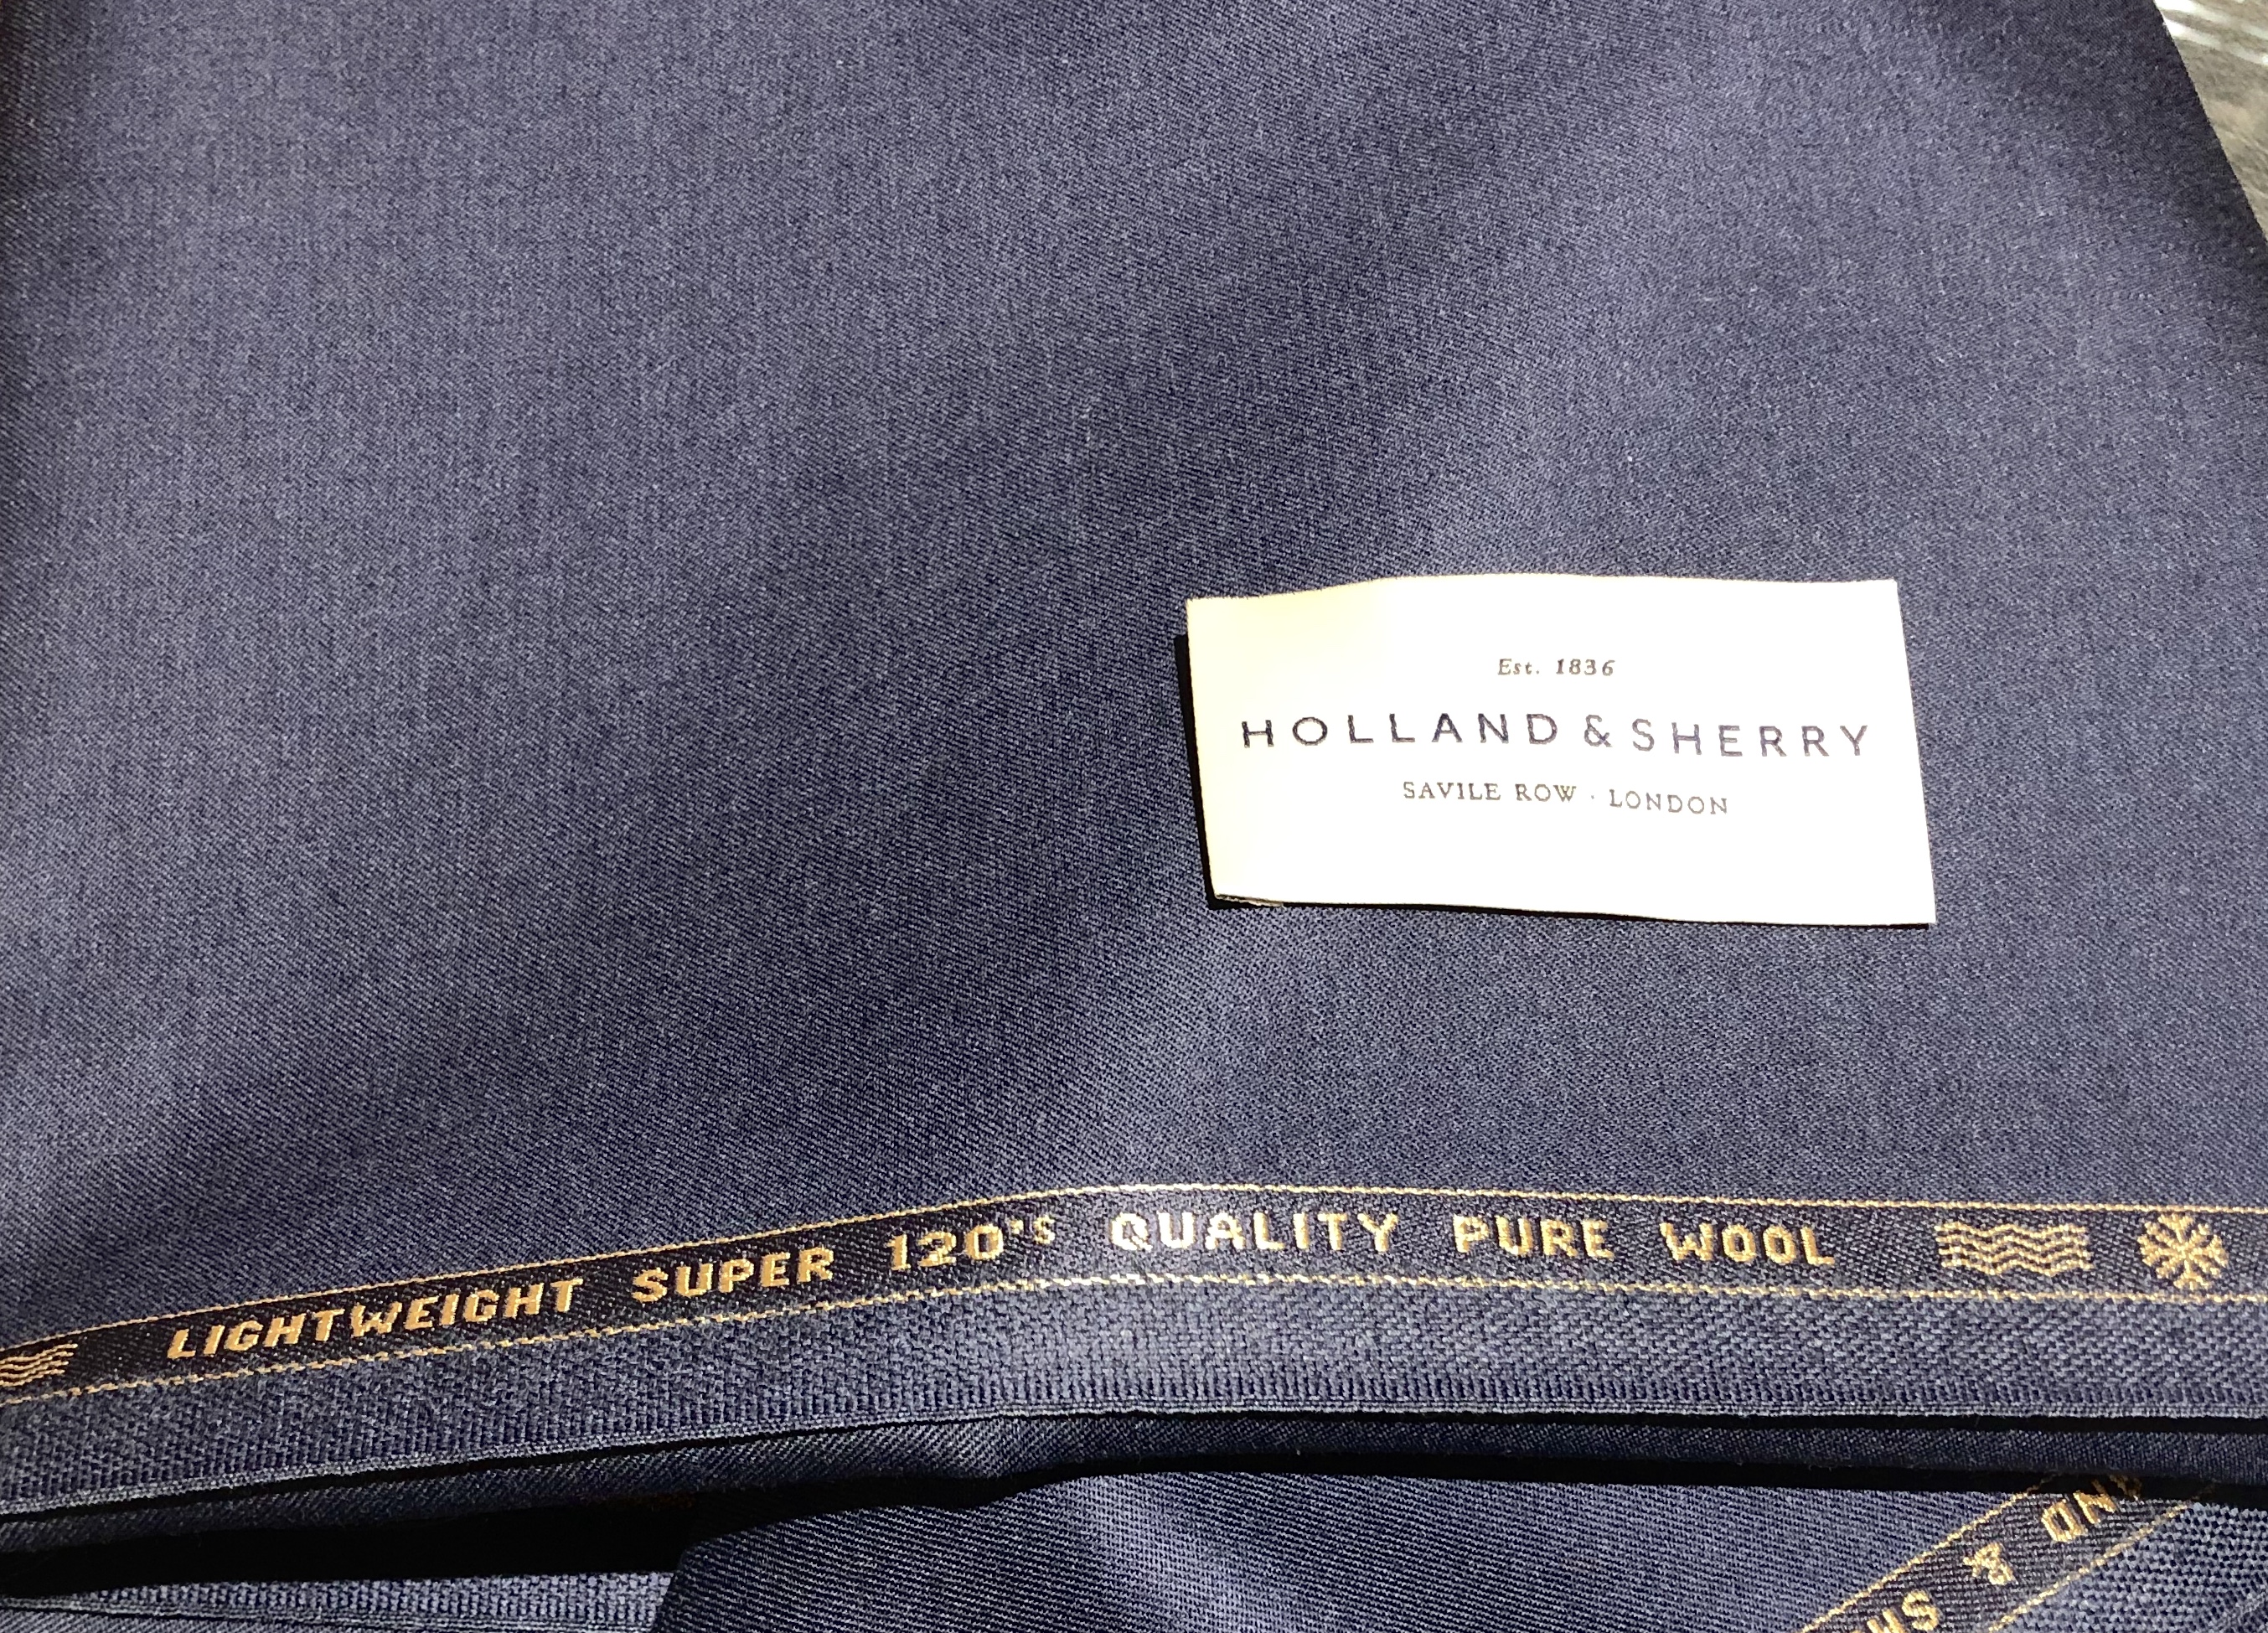 Est. 1836
HOLLAND & SHERRY
SAVILE ROW · LONDON
LIGHTWEIGHT SUPER 120's QUALITY PURE WOOL